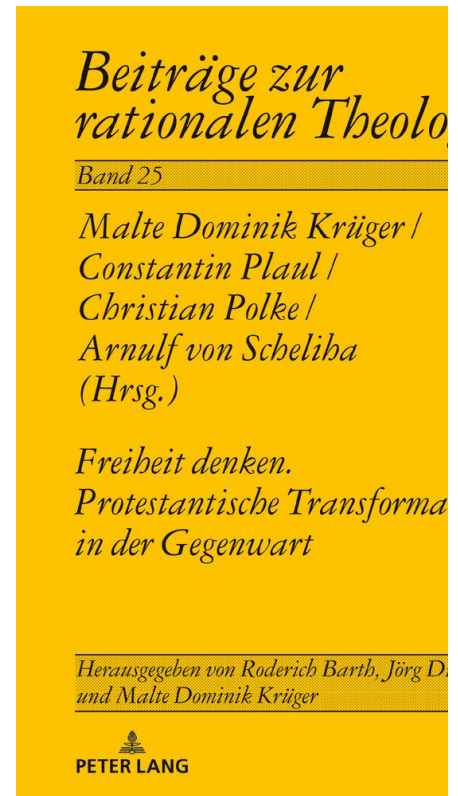 Beiträge zur
rationalen Theolo
Band 25
Malte Dominik Krüger /
Constantin Plaul /
Christian Polke /
Arnulf von Scheliha
(Hrsg.)
Freiheit denken.
Protestantische Transforma
in der Gegenwart
Herausgegeben von Roderich Barth, Jörg D
und Malte Dominik Krüger
PETER LANG